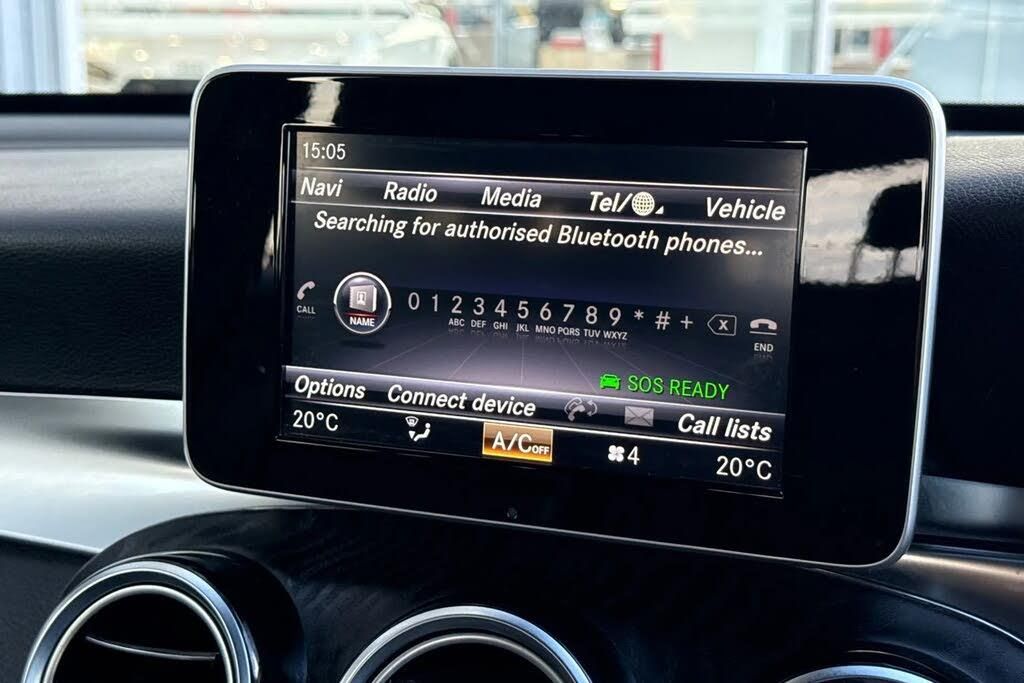 15:05
Navi Radio Media Tel/ Vehicle
Searching for authorised Bluetooth phones...
CALL NAME 0 1 2 3 4 5 6 7 8 9 * # + X END
ABC DEF GHI JKL MNO PQRS TUV WXYZ
SOS READY
Options Connect device Call lists
20°C A/C OFF 4 20°C